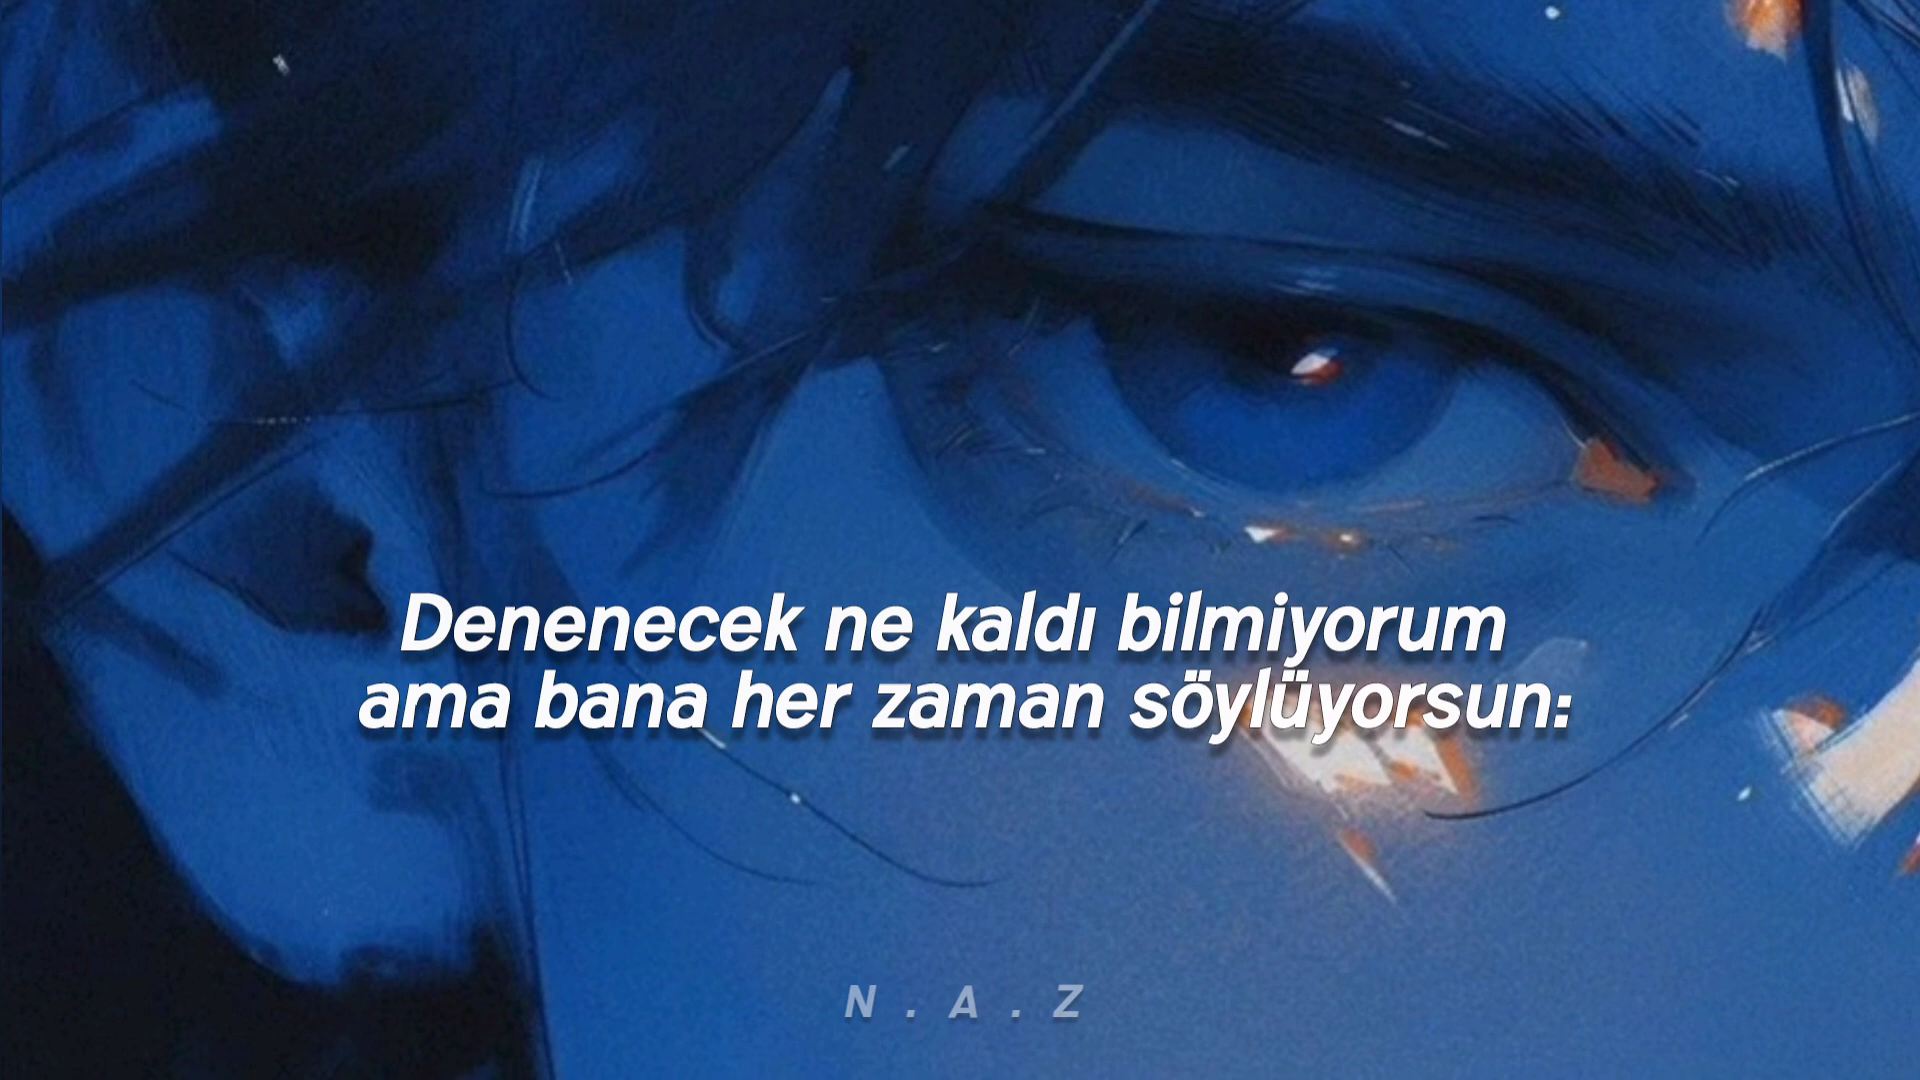 Denenecek ne kaldı bilmiyorum
ama bana her zaman söylüyorsun:
N . A . Z